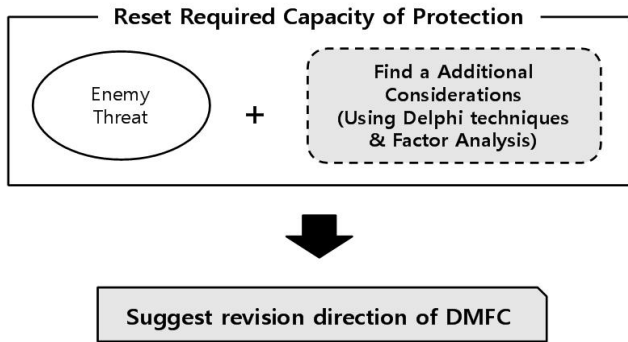 Reset Required Capacity of Protection
Enemy
Threat
+
Find a Additional
Considerations
(Using Delphi techniques
& Factor Analysis)
Suggest revision direction of DMFC